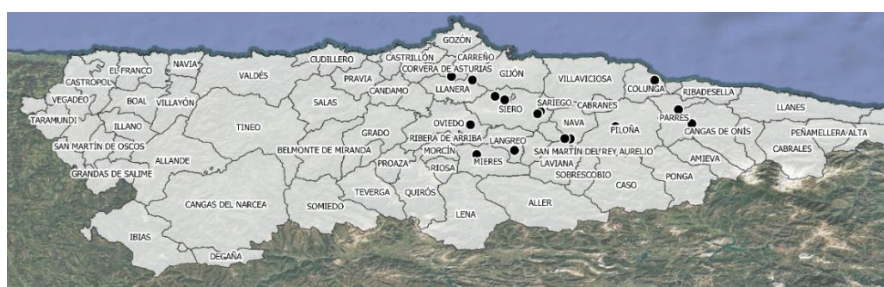 GOZÓN
NAVIA
CUDILLERO
CASTRILLÓN
CARREÑO
EL FRANCO
CORVERA DE ASTURIAS
GIJÓN
CASTROPOL
VALDÉS
PRAVIA
VILLAVICIOSA
COLUNGA
CANDAMO
LLANERA
RIBADESELLA
VEGADEO
BOAL
VILLAYÓN
SALAS
SIERO
SARIEGO
CABRANES
LLANES
TARAMUNDI
ILLANO
TINEO
GRADO
OVIEDO
NAVA
PILOÑA
PARRES
CANGAS DE ONÍS
PEÑAMELLERA ALTA
RIBERA DE ARRIBA
LANGREO
SAN MARTÍN DE OSCOS
BELMONTE DE MIRANDA
MORCÍN
SAN MARTÍN DEL REY AURELIO
CABRALES
ALLANDE
PROAZA
MIERES
LAVIANA
AMIEVA
GRANDAS DE SALIME
RIOSA
SOBRESCOBIO
PONGA
TEVERGA
QUIRÓS
CASO
CANGAS DEL NARCEA
SOMIEDO
ALLER
LENA
IBIAS
DEGAÑA